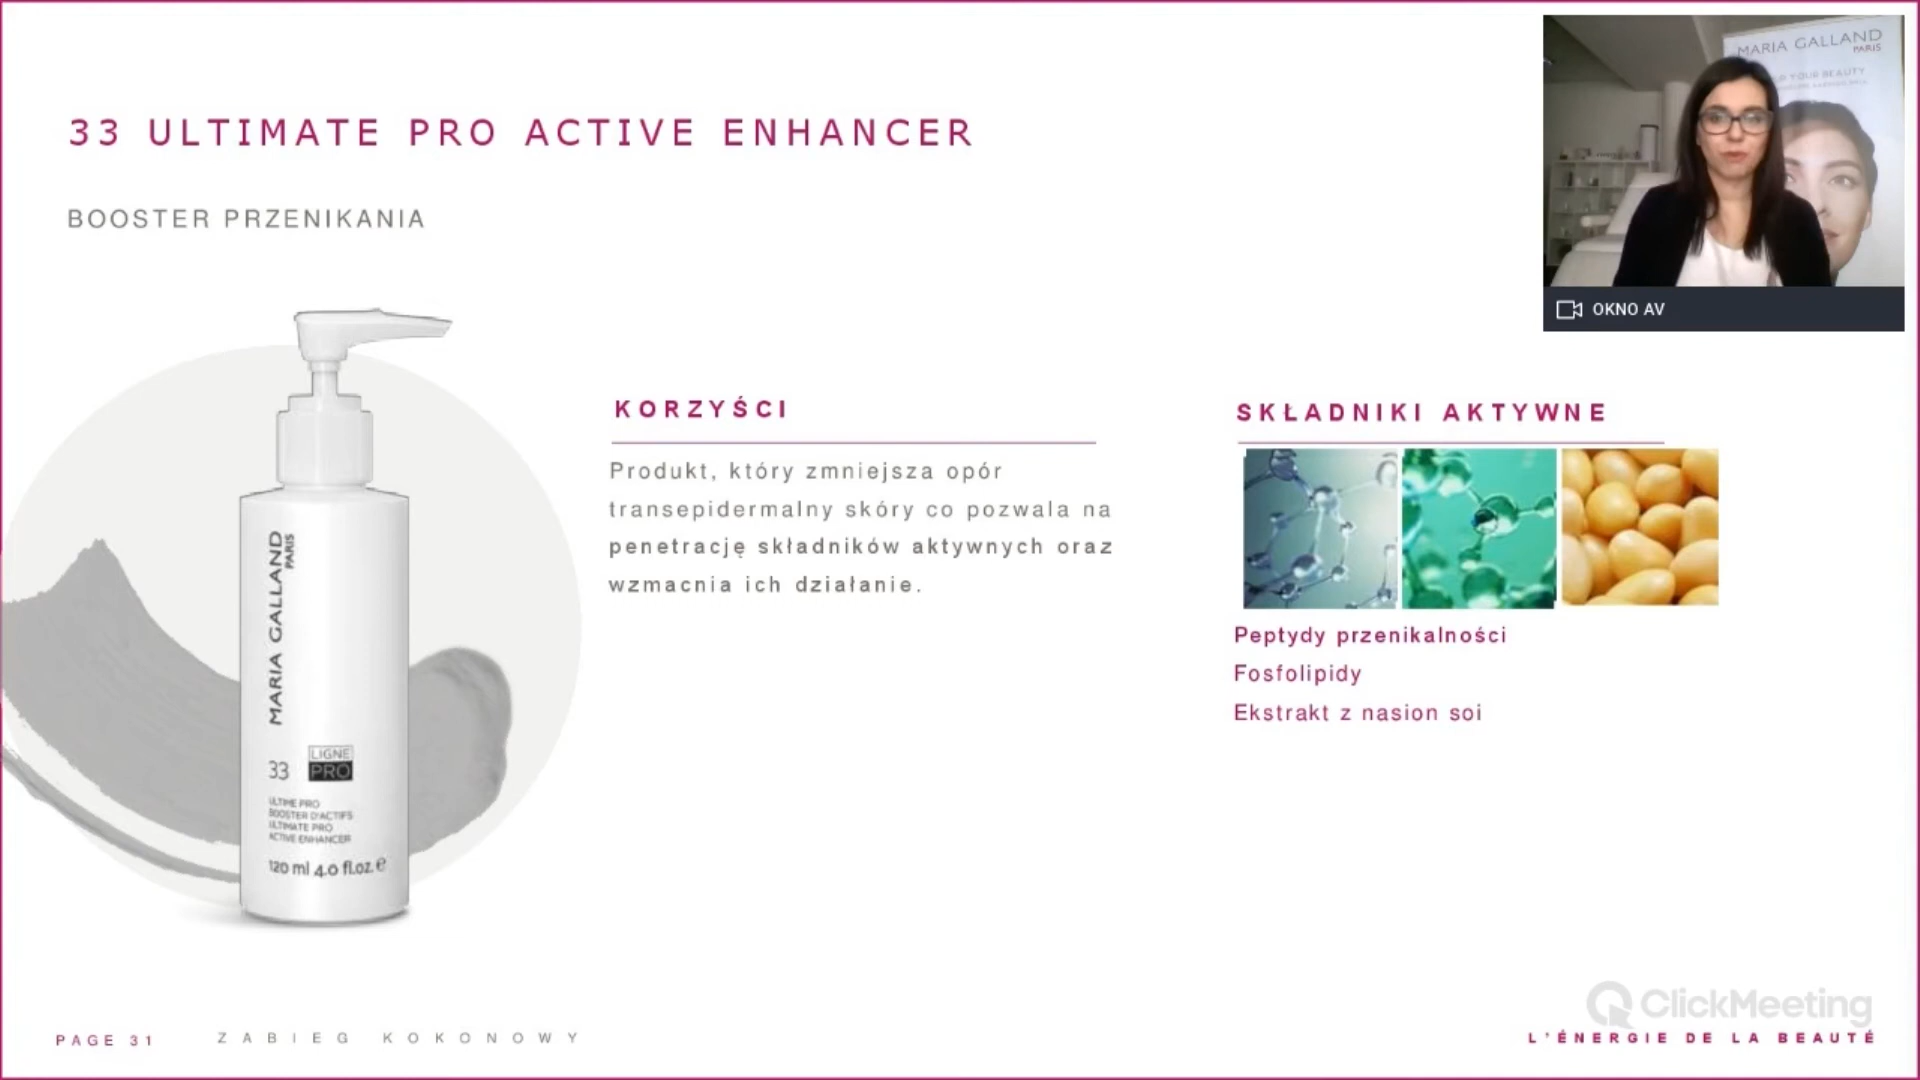 33 ULTIMATE PRO ACTIVE ENHANCER
BOOSTER PRZENIKANIA
MARIA GALLAND
PARIS
YOUR BEAUTY
OKNO AV
KORZYŚCI
Produkt, który zmniejsza opór
transepidermalny skóry co pozwala na
penetrację składników aktywnych oraz
wzmacnia ich działanie.
SKŁADNIKI AKTYWNE
Peptydy przenikalności
Fosfolipidy
Ekstrakt z nasion soi
MARIA GALLAND
PARIS
33
LIGNE
PRO
ULTIME PRO
BOOSTER D'ACTIFS
ULTIMATE PRO
ACTIVE ENHANCER
120 ml 4.0 fl.oz. e
ClickMeeting
PAGE 31
ZABIEG KOKONOWY
L'ÉNERGIE DE LA BEAUTÉ